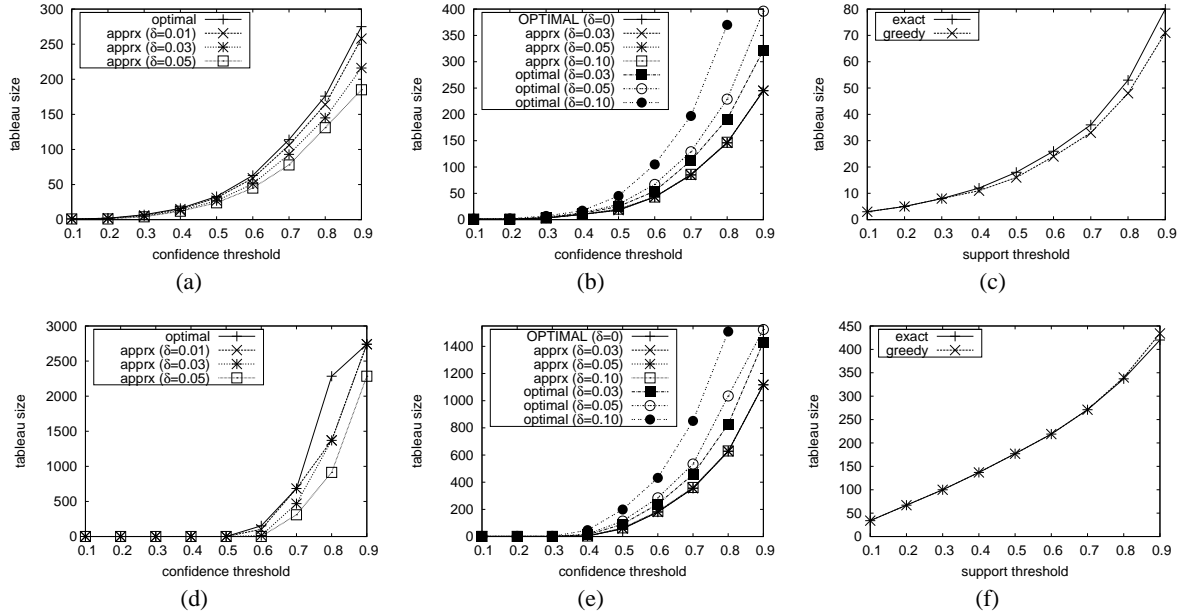 300
250
200
150
100
50
0
tableau size
optimal
apprx (δ=0.01)
apprx (δ=0.03)
apprx (δ=0.05)
0.1 0.2 0.3 0.4 0.5 0.6 0.7 0.8 0.9
confidence threshold
(a)
400
350
300
250
200
150
100
50
0
tableau size
OPTIMAL (δ=0)
apprx (δ=0.03)
apprx (δ=0.05)
apprx (δ=0.10)
optimal (δ=0.03)
optimal (δ=0.05)
optimal (δ=0.10)
0.1 0.2 0.3 0.4 0.5 0.6 0.7 0.8 0.9
confidence threshold
(b)
80
70
60
50
40
30
20
10
0
tableau size
exact
greedy
0.1 0.2 0.3 0.4 0.5 0.6 0.7 0.8 0.9
support threshold
(c)
3000
2500
2000
1500
1000
500
0
tableau size
optimal
apprx (δ=0.01)
apprx (δ=0.03)
apprx (δ=0.05)
0.1 0.2 0.3 0.4 0.5 0.6 0.7 0.8 0.9
confidence threshold
(d)
1400
1200
1000
800
600
400
200
0
tableau size
OPTIMAL (δ=0)
apprx (δ=0.03)
apprx (δ=0.05)
apprx (δ=0.10)
optimal (δ=0.03)
optimal (δ=0.05)
optimal (δ=0.10)
0.1 0.2 0.3 0.4 0.5 0.6 0.7 0.8 0.9
confidence threshold
(e)
450
400
350
300
250
200
150
100
50
0
tableau size
exact
greedy
0.1 0.2 0.3 0.4 0.5 0.6 0.7 0.8 0.9
support threshold
(f)